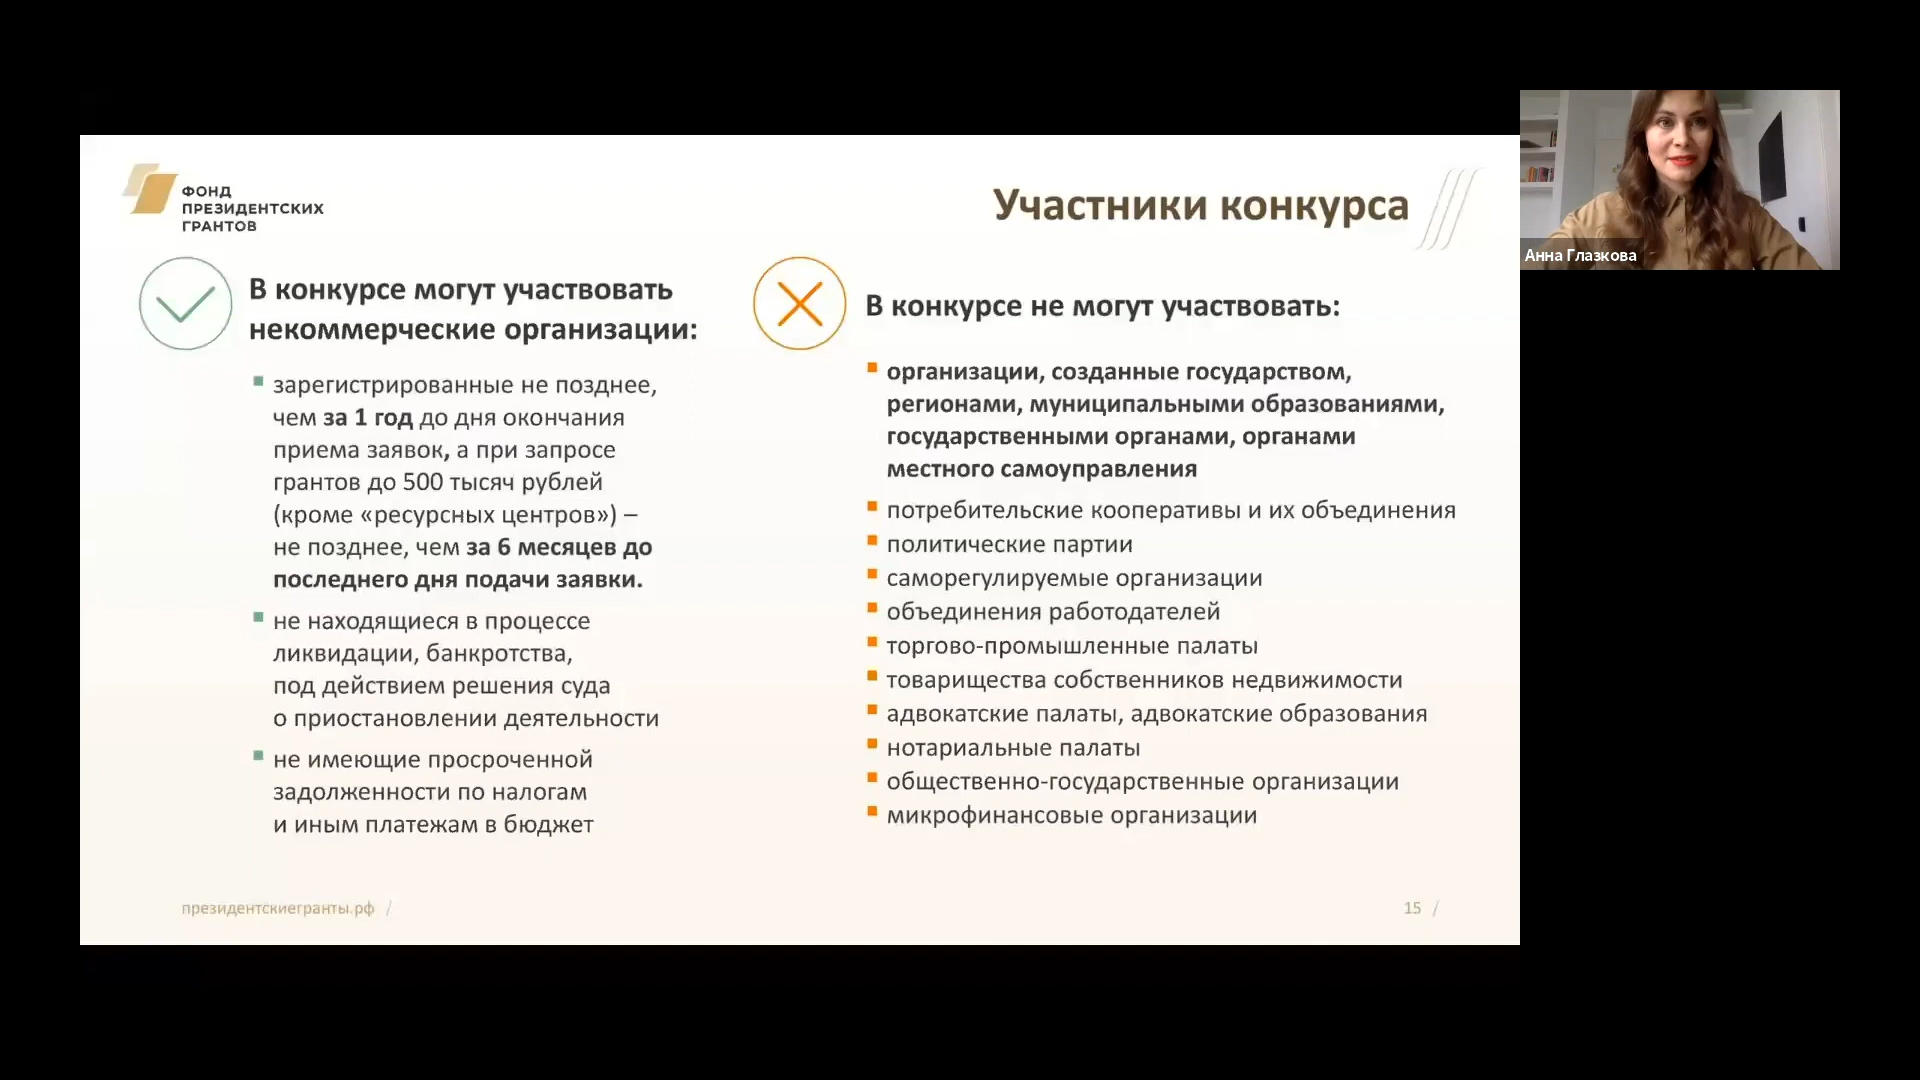 ФОНД
ПРЕЗИДЕНТСКИХ
ГРАНТОВ
Участники конкурса
В конкурсе могут участвовать
некоммерческие организации:
зарегистрированные не позднее,
чем за 1 год до дня окончания
приема заявок, а при запросе
грантов до 500 тысяч рублей
(кроме «ресурсных центров») –
не позднее, чем за 6 месяцев до
последнего дня подачи заявки.
не находящиеся в процессе
ликвидации, банкротства,
под действием решения суда
о приостановлении деятельности
не имеющие просроченной
задолженности по налогам
и иным платежам в бюджет
В конкурсе не могут участвовать:
организации, созданные государством,
регионами, муниципальными образованиями,
государственными органами, органами
местного самоуправления
потребительские кооперативы и их объединения
политические партии
саморегулируемые организации
объединения работодателей
торгово-промышленные палаты
товарищества собственников недвижимости
адвокатские палаты, адвокатские образования
нотариальные палаты
общественно-государственные организации
микрофинансовые организации
президентскиегранты.рф /
15 /
Анна Глазкова